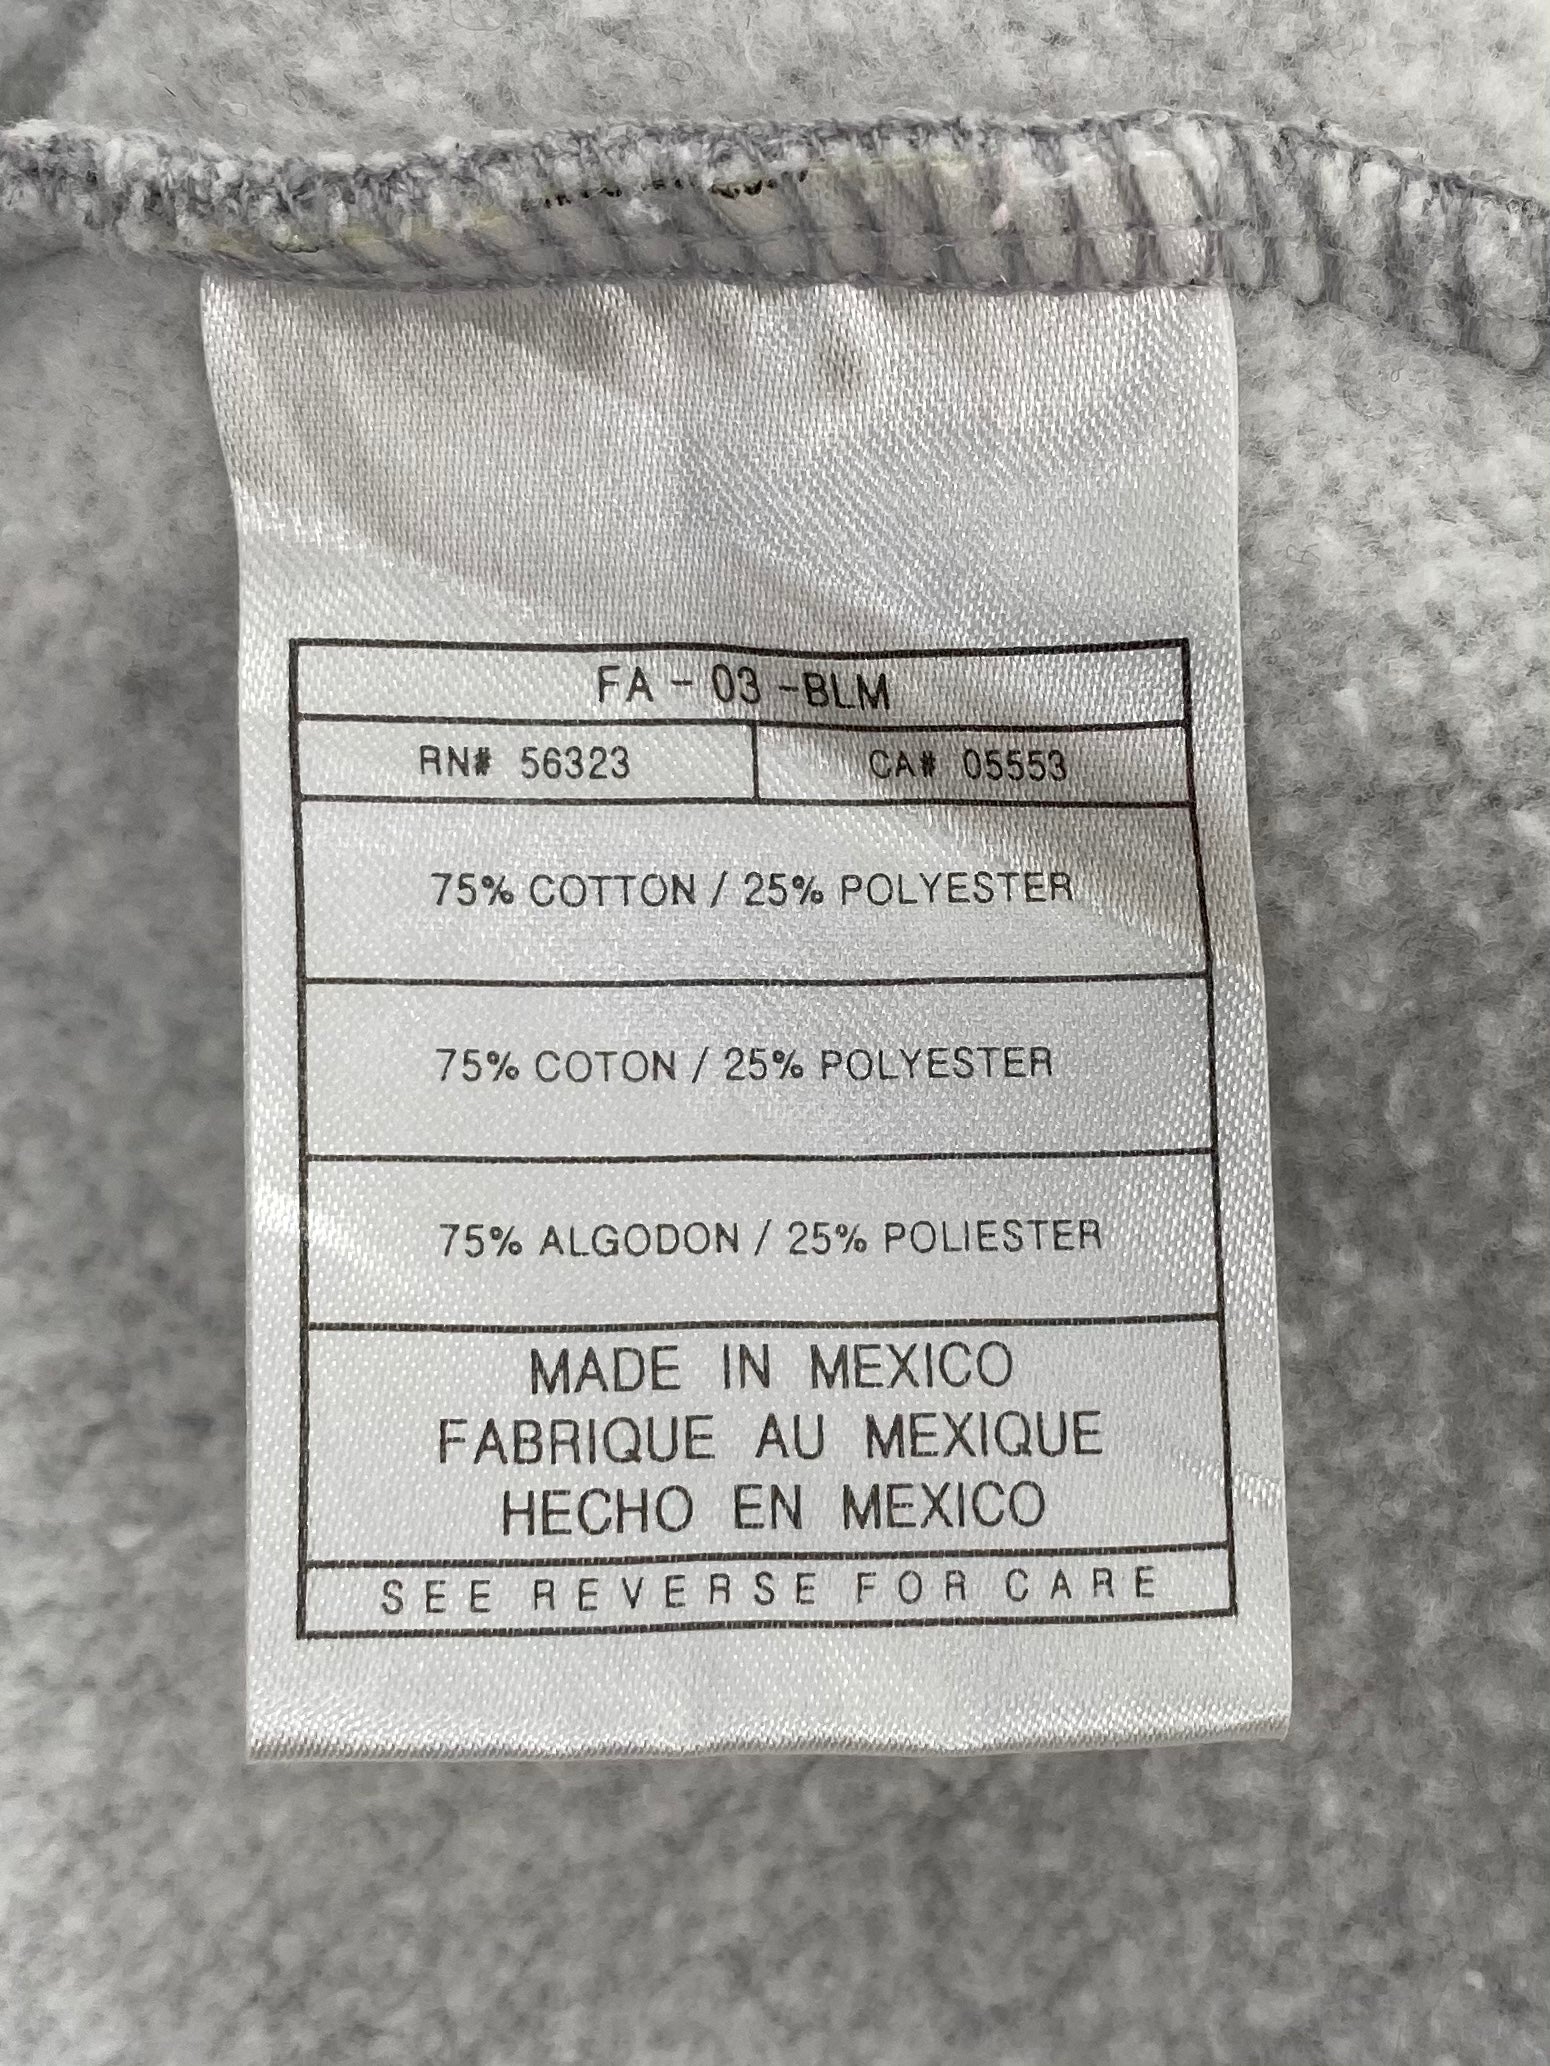 FA - 03 -BLM
RN# 56323 CA# 05553
75% COTTON / 25% POLYESTER
75% COTON / 25% POLYESTER
75% ALGODON / 25% POLIESTER
MADE IN MEXICO
FABRIQUE AU MEXIQUE
HECHO EN MEXICO
SEE REVERSE FOR CARE